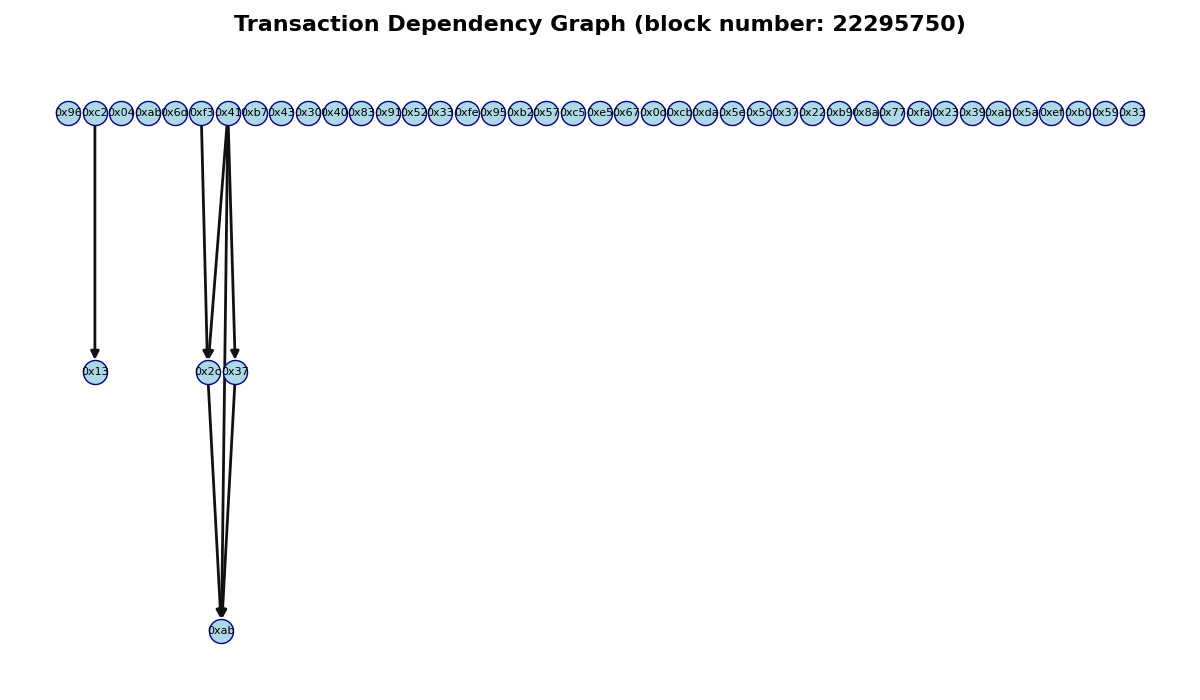 Transaction Dependency Graph (block number: 22295750)
0x96 0xc2 0x04 0xab 0x6d 0xf3 0x41 0xb7 0x43 0x30 0x40 0x83 0x91 0x52 0x33 0xfe 0x95 0xb2 0x57 0xc5 0xe5 0x67 0x0d 0xcb 0xda 0x5e 0x37 0x22 0xb9 0x8a 0x77 0xfa 0x23 0x39 0xab 0x5a 0xef 0xb0 0x59 0x33
0x13 0x37
0xab